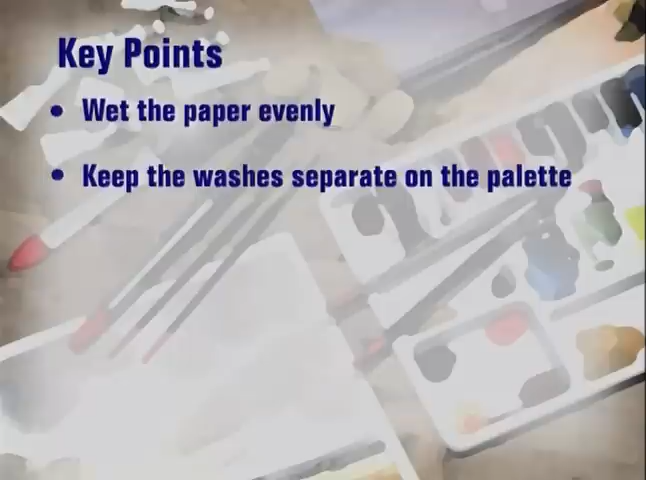 Key Points
• Wet the paper evenly
• Keep the washes separate on the palette